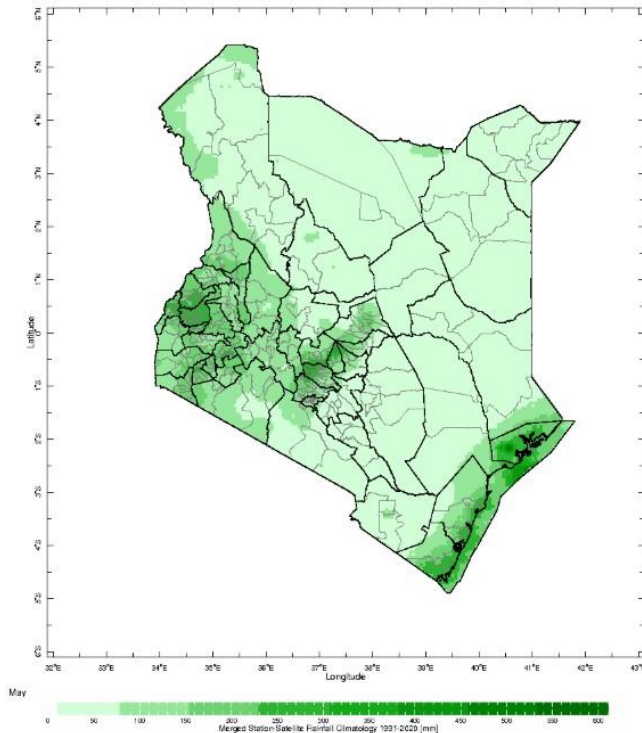 6°N
5°N
4°N
3°N
2°N
1°N
0°
1°S
2°S
3°S
4°S
5°S
6°S
Latitude
32°E 33°E 34°E 35°E 36°E 37°E 38°E 39°E 40°E 41°E 42°E 43°E
Longitude
May
0 50 100 150 200 250 300 350 400 450 500 550 600
Merged Station-Satellite Rainfall Climatology 1991-2020 [mm]